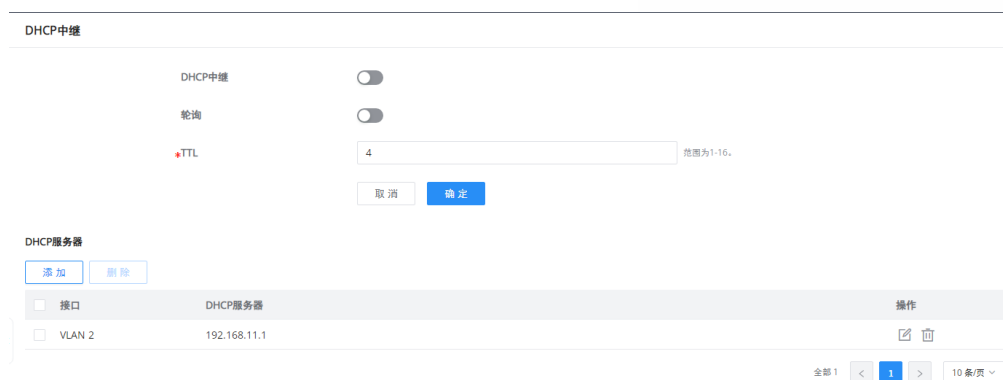 DHCP中继
DHCP中继
轮询
*TTL 4 范围为1-16。
取消 确定
DHCP服务器
添加 删除
接口 DHCP服务器 操作
VLAN 2 192.168.11.1
全部 1 < 1 > 10 条/页